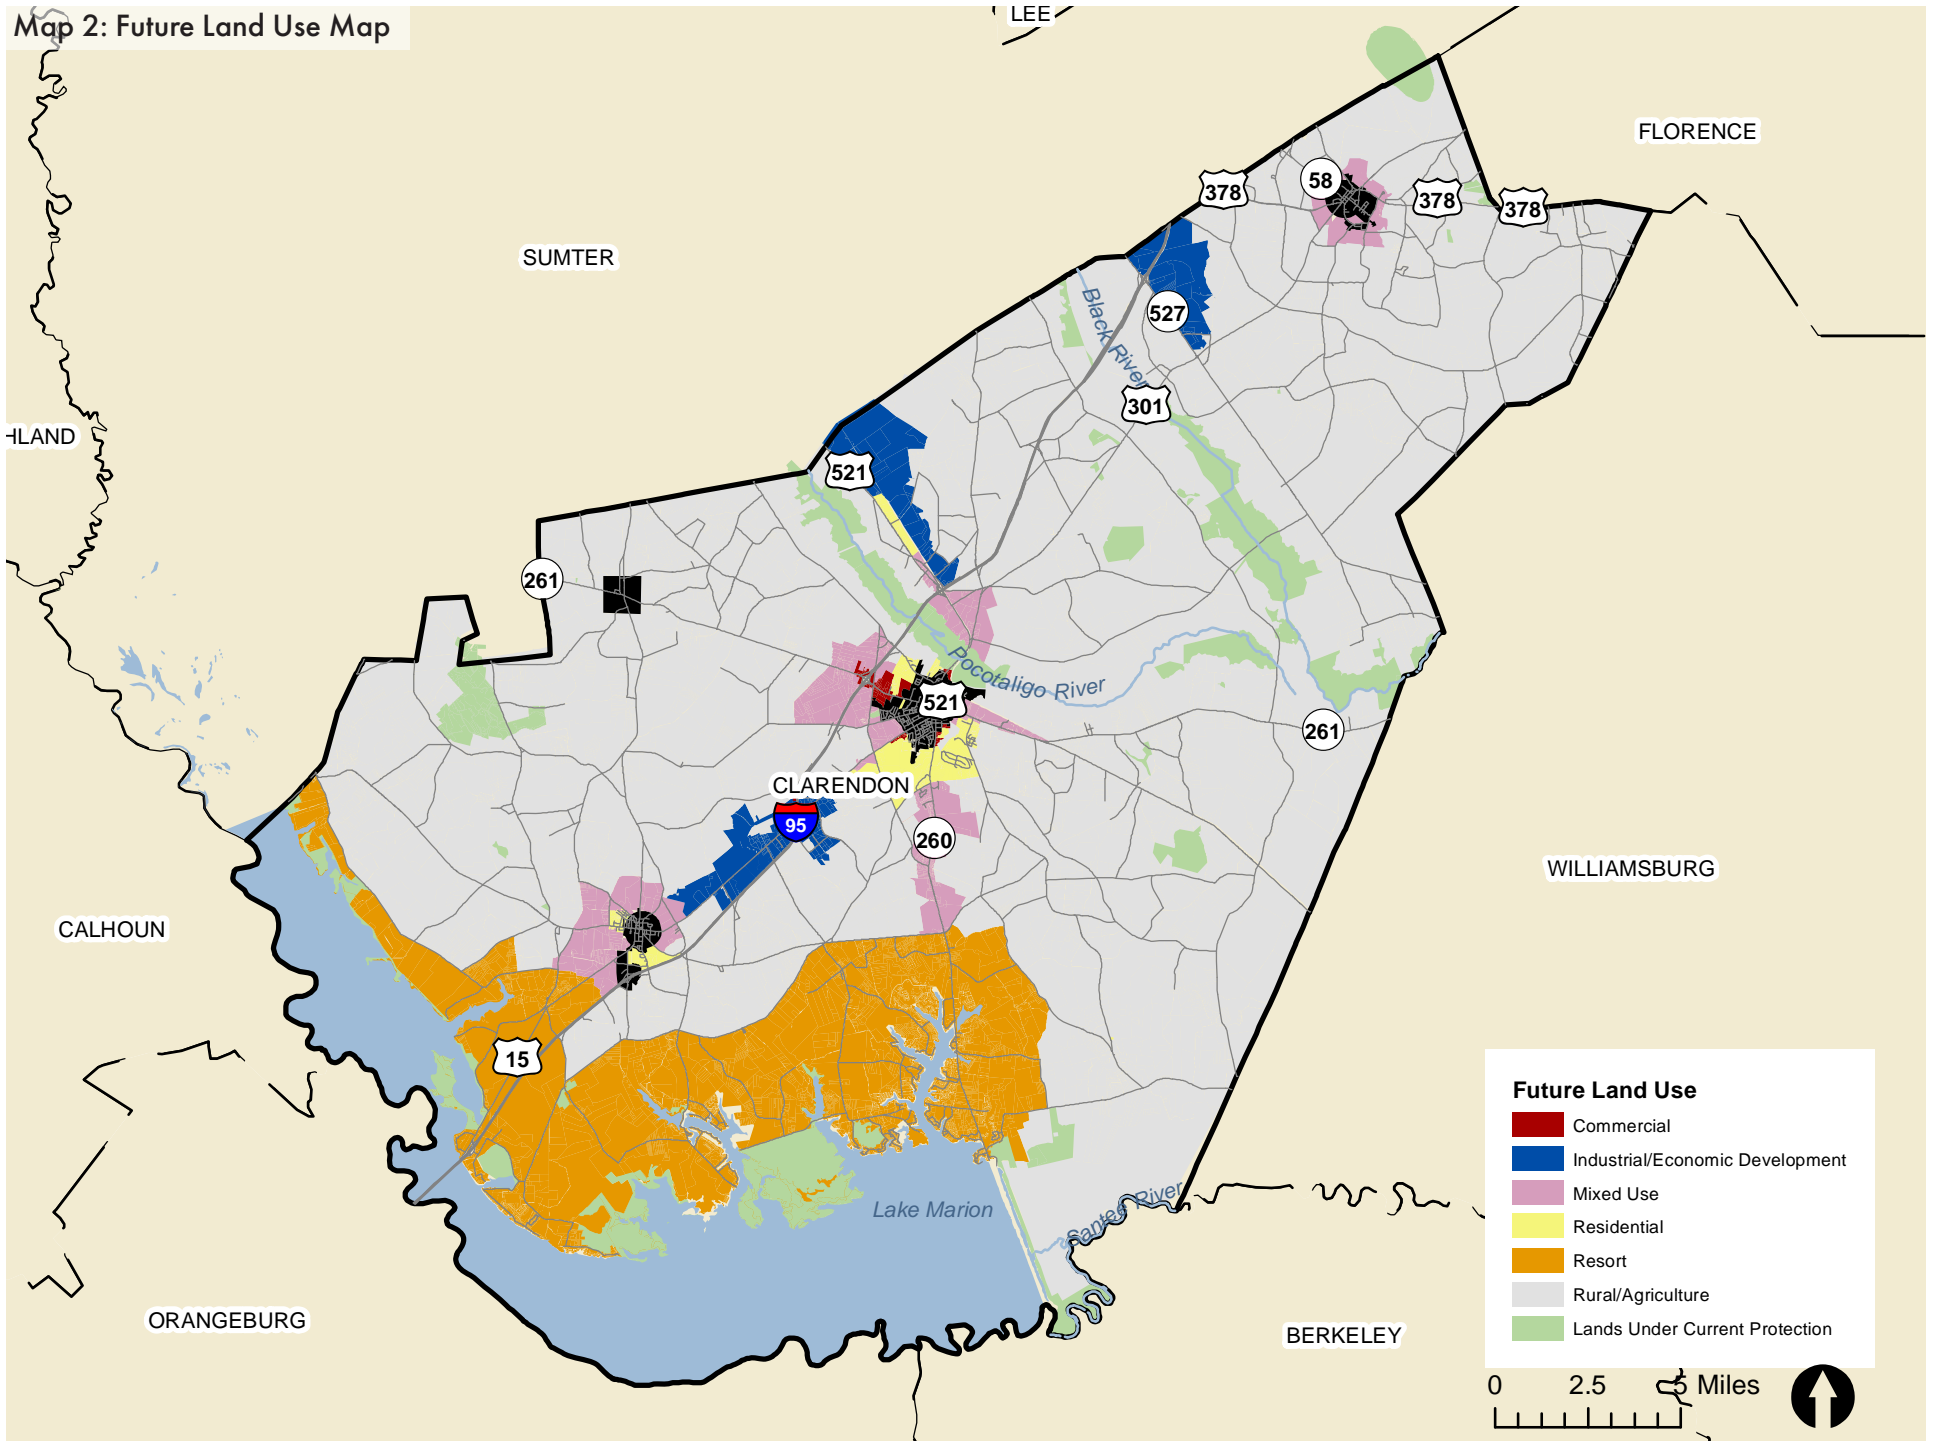 Map 2: Future Land Use Map
LEE
FLORENCE
378
58
378
378
SUMTER
Black River
527
301
HLAND
521
261
Pocotaligo River
521
261
CLARENDON
95
260
WILLIAMSBURG
CALHOUN
15
Lake Marion
Santee River
ORANGEBURG
BERKELEY
Future Land Use
Commercial
Industrial/Economic Development
Mixed Use
Residential
Resort
Rural/Agriculture
Lands Under Current Protection
0 2.5 5 Miles